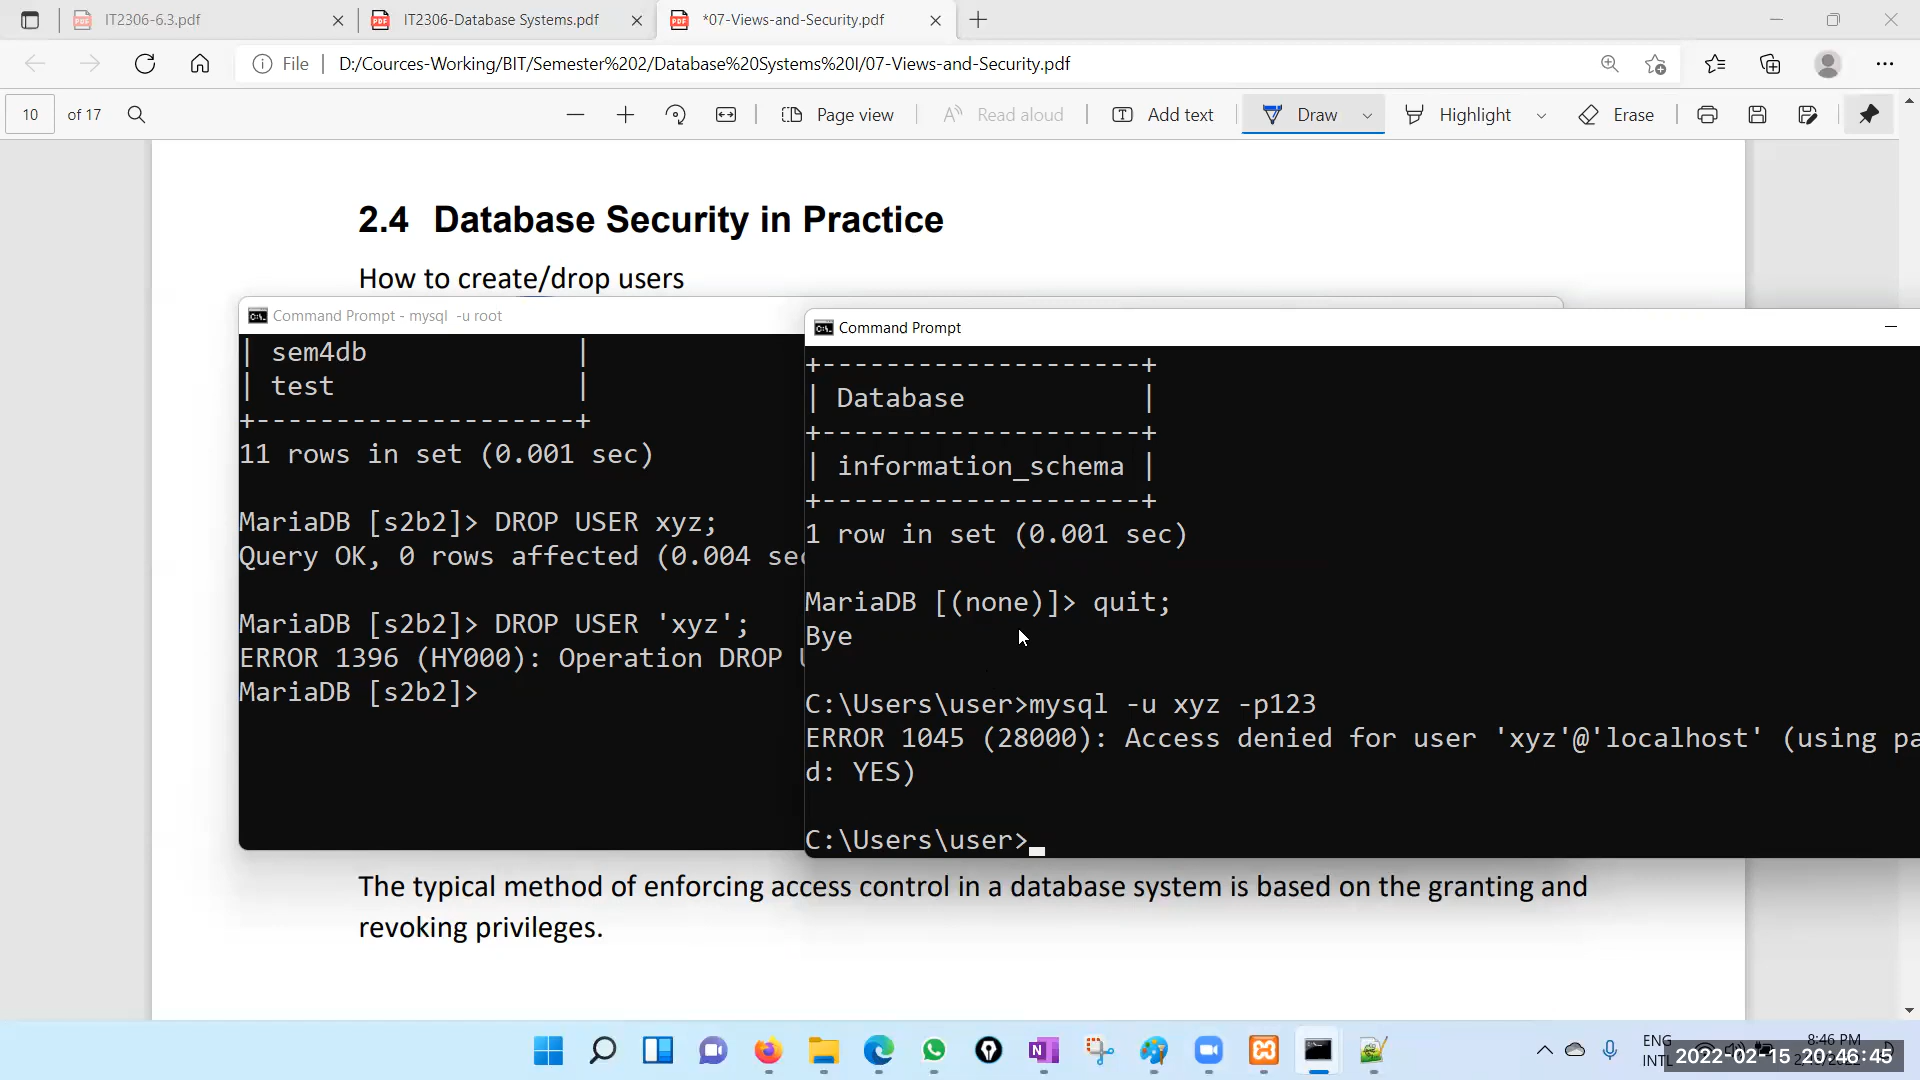 IT2306-6.3.pdf
IT2306-Database Systems.pdf
*07-Views-and-Security.pdf
File
D:/Cources-Working/BIT/Semester%202/Database%20Systems%20I/07-Views-and-Security.pdf
10 of 17
Page view
Read aloud
Add text
Draw
Highlight
Erase
2.4 Database Security in Practice
How to create/drop users
Command Prompt - mysql -u root
| sem4db |
| test |
+--------------------+
11 rows in set (0.001 sec)
MariaDB [s2b2]> DROP USER xyz;
Query OK, 0 rows affected (0.004 sec
MariaDB [s2b2]> DROP USER 'xyz';
ERROR 1396 (HY000): Operation DROP U
MariaDB [s2b2]>
Command Prompt
+--------------------+
| Database |
+--------------------+
| information_schema |
+--------------------+
1 row in set (0.001 sec)
MariaDB [(none)]> quit;
Bye
C:\Users\user>mysql -u xyz -p123
ERROR 1045 (28000): Access denied for user 'xyz'@'localhost' (using pa
d: YES)
C:\Users\user>
The typical method of enforcing access control in a database system is based on the granting and
revoking privileges.
ENG
INTL
8:46 PM
2022-02-15 20:46:45